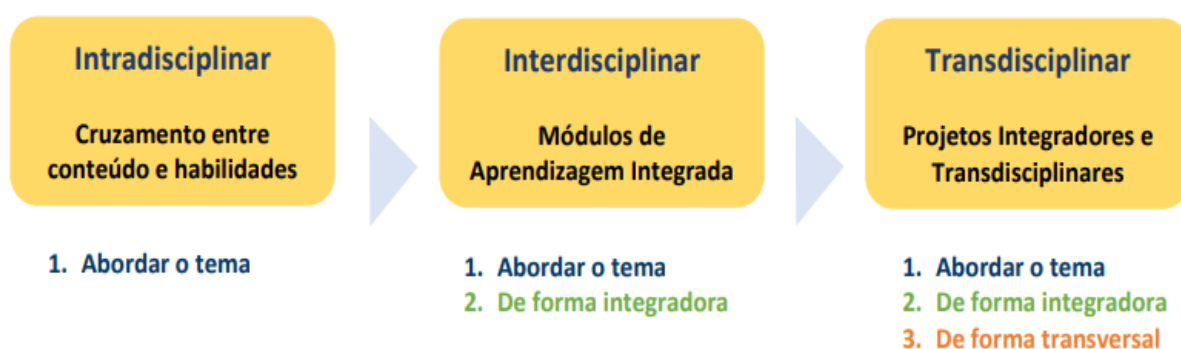 Intradisciplinar
Cruzamento entre
conteúdo e habilidades
1. Abordar o tema
Interdisciplinar
Módulos de
Aprendizagem Integrada
1. Abordar o tema
2. De forma integradora
Transdisciplinar
Projetos Integradores e
Transdisciplinares
1. Abordar o tema
2. De forma integradora
3. De forma transversal